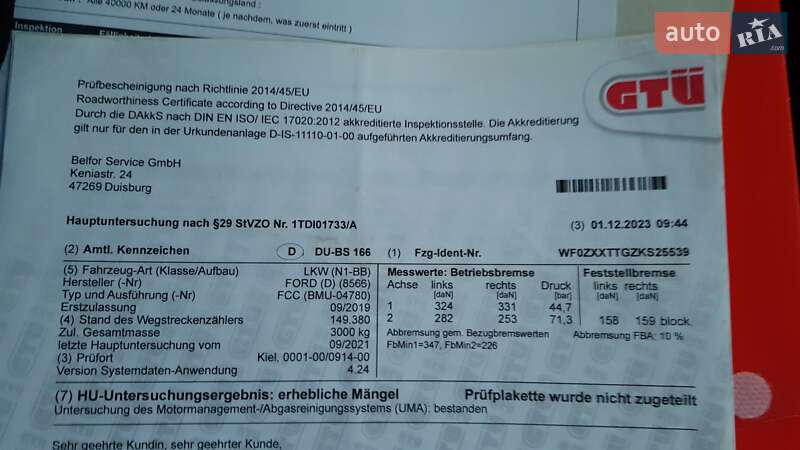 Alle 40000 KM oder 24 Monate ( je nachdem, was zuerst eintritt )
Inspektion
auto RIA .com
GTÜ
Prüfbescheinigung nach Richtlinie 2014/45/EU
Roadworthiness Certificate according to Directive 2014/45/EU
Durch die DAkkS nach DIN EN ISO/ IEC 17020:2012 akkreditierte Inspektionsstelle. Die Akkreditierung
gilt nur für den in der Urkundenanlage D-IS-11110-01-00 aufgeführten Akkreditierungsumfang.
Belfor Service GmbH
Keniastr. 24
47269 Duisburg
Hauptuntersuchung nach §29 StVZO Nr. 1TDI01733/A (3) 01.12.2023 09:44
(2) Amtl. Kennzeichen D DU-BS 166 (1) Fzg-Ident-Nr. WF0ZXXTTGZKS25539
(5) Fahrzeug-Art (Klasse/Aufbau) LKW (N1-BB)
Hersteller (-Nr) FORD (D) (8566)
Typ und Ausführung (-Nr) FCC (BMU-04780)
Erstzulassung 09/2019
(4) Stand des Wegstreckenzählers 149.380
Zul. Gesamtmasse 3000 kg
letzte Hauptuntersuchung vom 09/2021
(3) Prüfort Kiel, 0001-00/0914-00
Version Systemdaten-Anwendung 4.24
Messwerte: Betriebsbremse Feststellbremse
Achse links rechts Druck links rechts
[daN] [daN] [bar] [daN] [daN]
1 324 331 44,7
2 282 253 71,3 158 159 block.
Abbremsung gem. Bezugbremswerten Abbremsung FBA: 10 %
FbMin1=347, FbMin2=226
(7) HU-Untersuchungsergebnis: erhebliche Mängel Prüfplakette wurde nicht zugeteilt
Untersuchung des Motormanagement-/Abgasreinigungssystems (UMA): bestanden
Sehr geehrte Kundin, sehr geehrter Kunde,